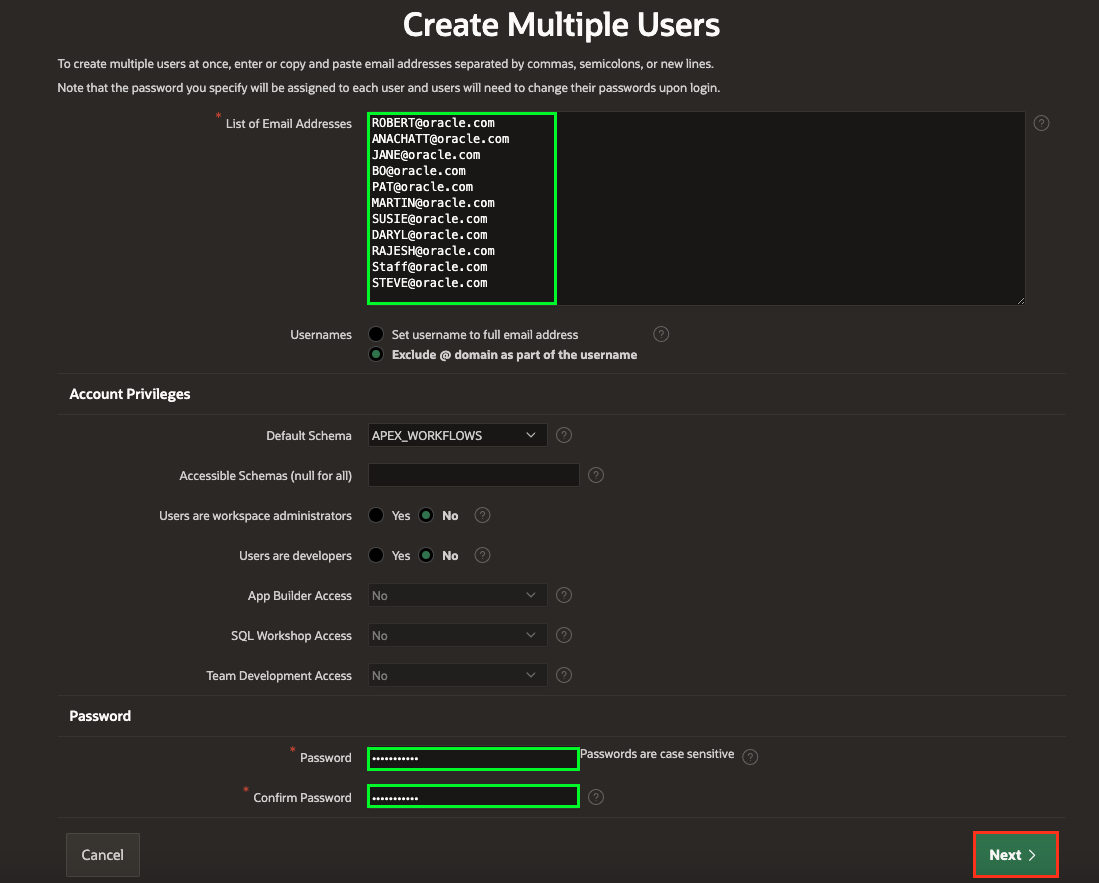 Create Multiple Users
To create multiple users at once, enter or copy and paste email addresses separated by commas, semicolons, or new lines.
Note that the password you specify will be assigned to each user and users will need to change their passwords upon login.
* List of Email Addresses
ROBERT@oracle.com
ANACHATT@oracle.com
JANE@oracle.com
BO@oracle.com
PAT@oracle.com
MARTIN@oracle.com
SUSIE@oracle.com
DARYL@oracle.com
RAJESH@oracle.com
Staff@oracle.com
STEVE@oracle.com
?
Usernames Set username to full email address ?
Exclude @ domain as part of the username
Account Privileges
Default Schema APEX_WORKFLOWS ?
Accessible Schemas (null for all) ?
Users are workspace administrators Yes No ?
Users are developers Yes No ?
App Builder Access No ?
SQL Workshop Access No ?
Team Development Access No ?
Password
* Password ••••••••••• Passwords are case sensitive ?
* Confirm Password ••••••••••• ?
Cancel Next >